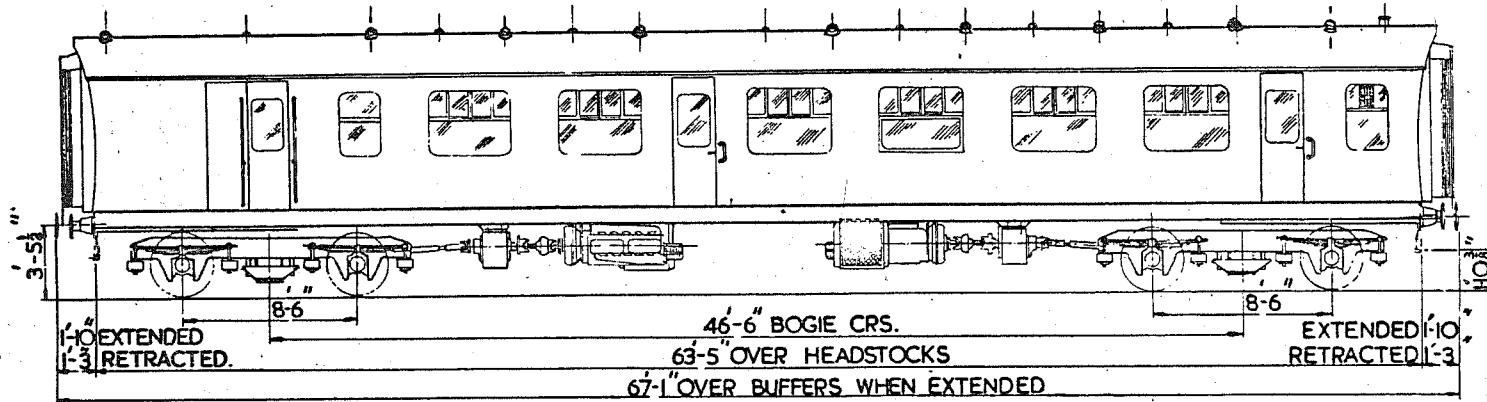 3'-5½"
8'-6"
46'-6" BOGIE CRS.
8'-6"
1'-10" EXTENDED
EXTENDED 1'-10"
1'-3" RETRACTED.
63'-5" OVER HEADSTOCKS
RETRACTED 1'-3"
67'-1" OVER BUFFERS WHEN EXTENDED